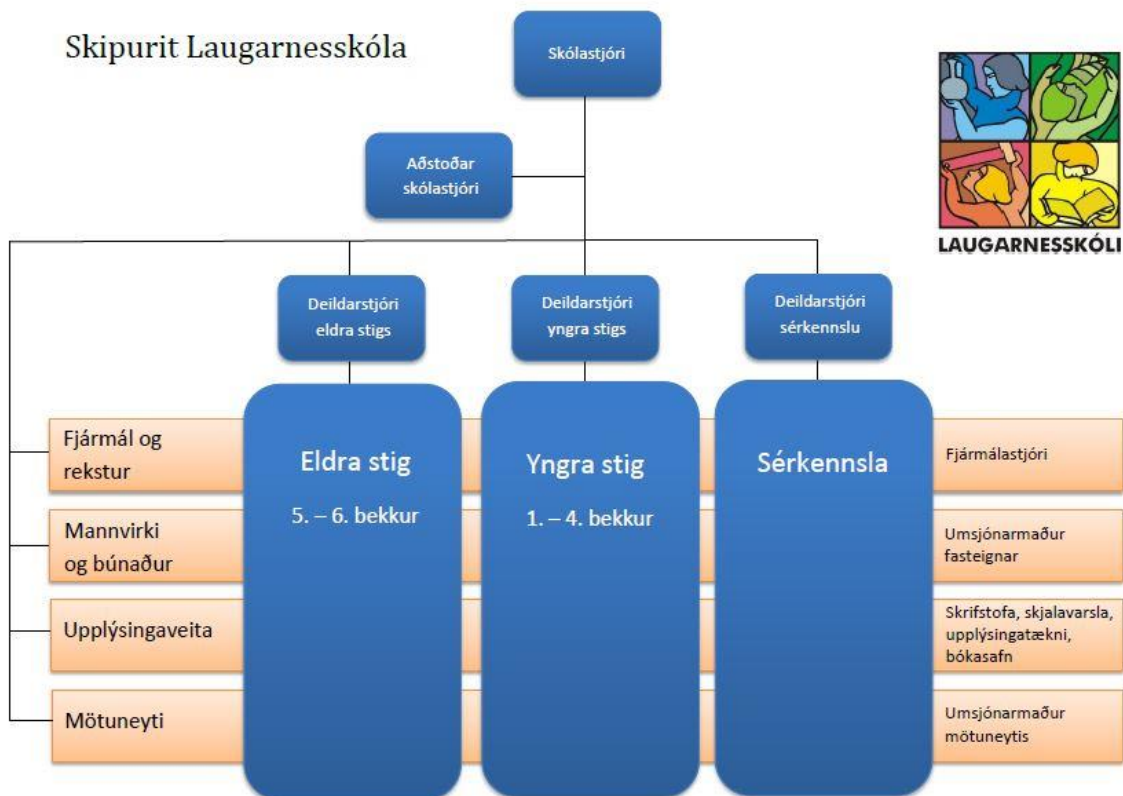 Skipurit Laugarnesskóla
Skólastjóri
Aðstoðar
skólastjóri
LAUGARNESSKÓLI
Deildarstjóri
eldra stigs
Deildarstjóri
yngra stigs
Deildarstjóri
sérkennslu
Eldra stig
5. – 6. bekkur
Yngra stig
1. – 4. bekkur
Sérkennsla
Fjármál og
rekstur
Fjármálastjóri
Mannvirki
og búnaður
Umsjónarmaður
fasteignar
Upplýsingaveita
Skrifstofa, skjalavarsla,
upplýsingatækni,
bókasafn
Mötuneyti
Umsjónarmaður
mötuneytis